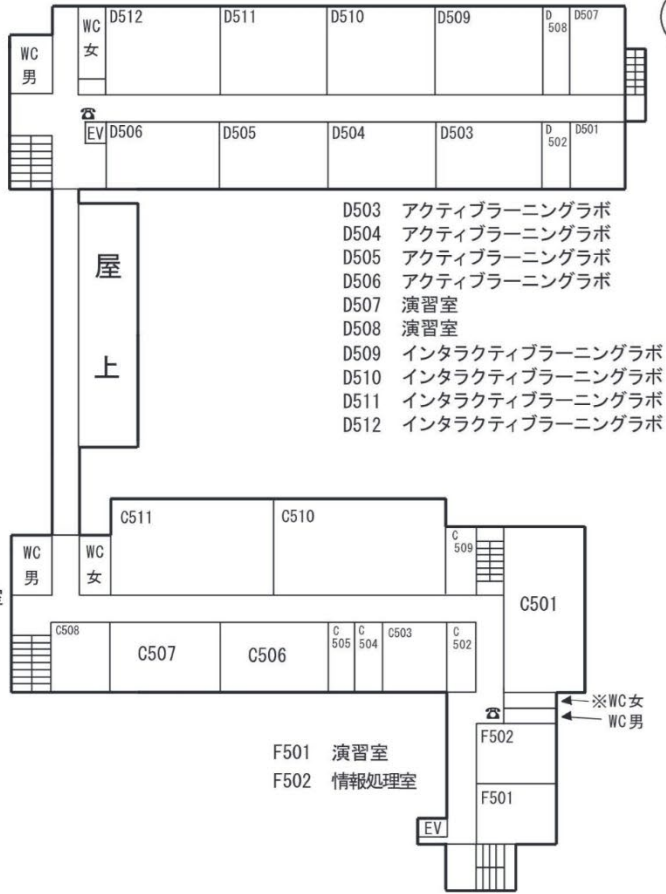 WC
男
WC
女
D512
D511
D510
D509
D
508
D507
☎
EV
D506
D505
D504
D503
D
502
D501
屋
上
D503 アクティブラーニングラボ
D504 アクティブラーニングラボ
D505 アクティブラーニングラボ
D506 アクティブラーニングラボ
D507 演習室
D508 演習室
D509 インタラクティブラーニングラボ
D510 インタラクティブラーニングラボ
D511 インタラクティブラーニングラボ
D512 インタラクティブラーニングラボ
WC
男
WC
女
C511
C510
C
509
C501
C508
C507
C506
C
505
C
504
C503
C
502
※WC女
WC男
☎
F502
F501
EV
F501 演習室
F502 情報処理室